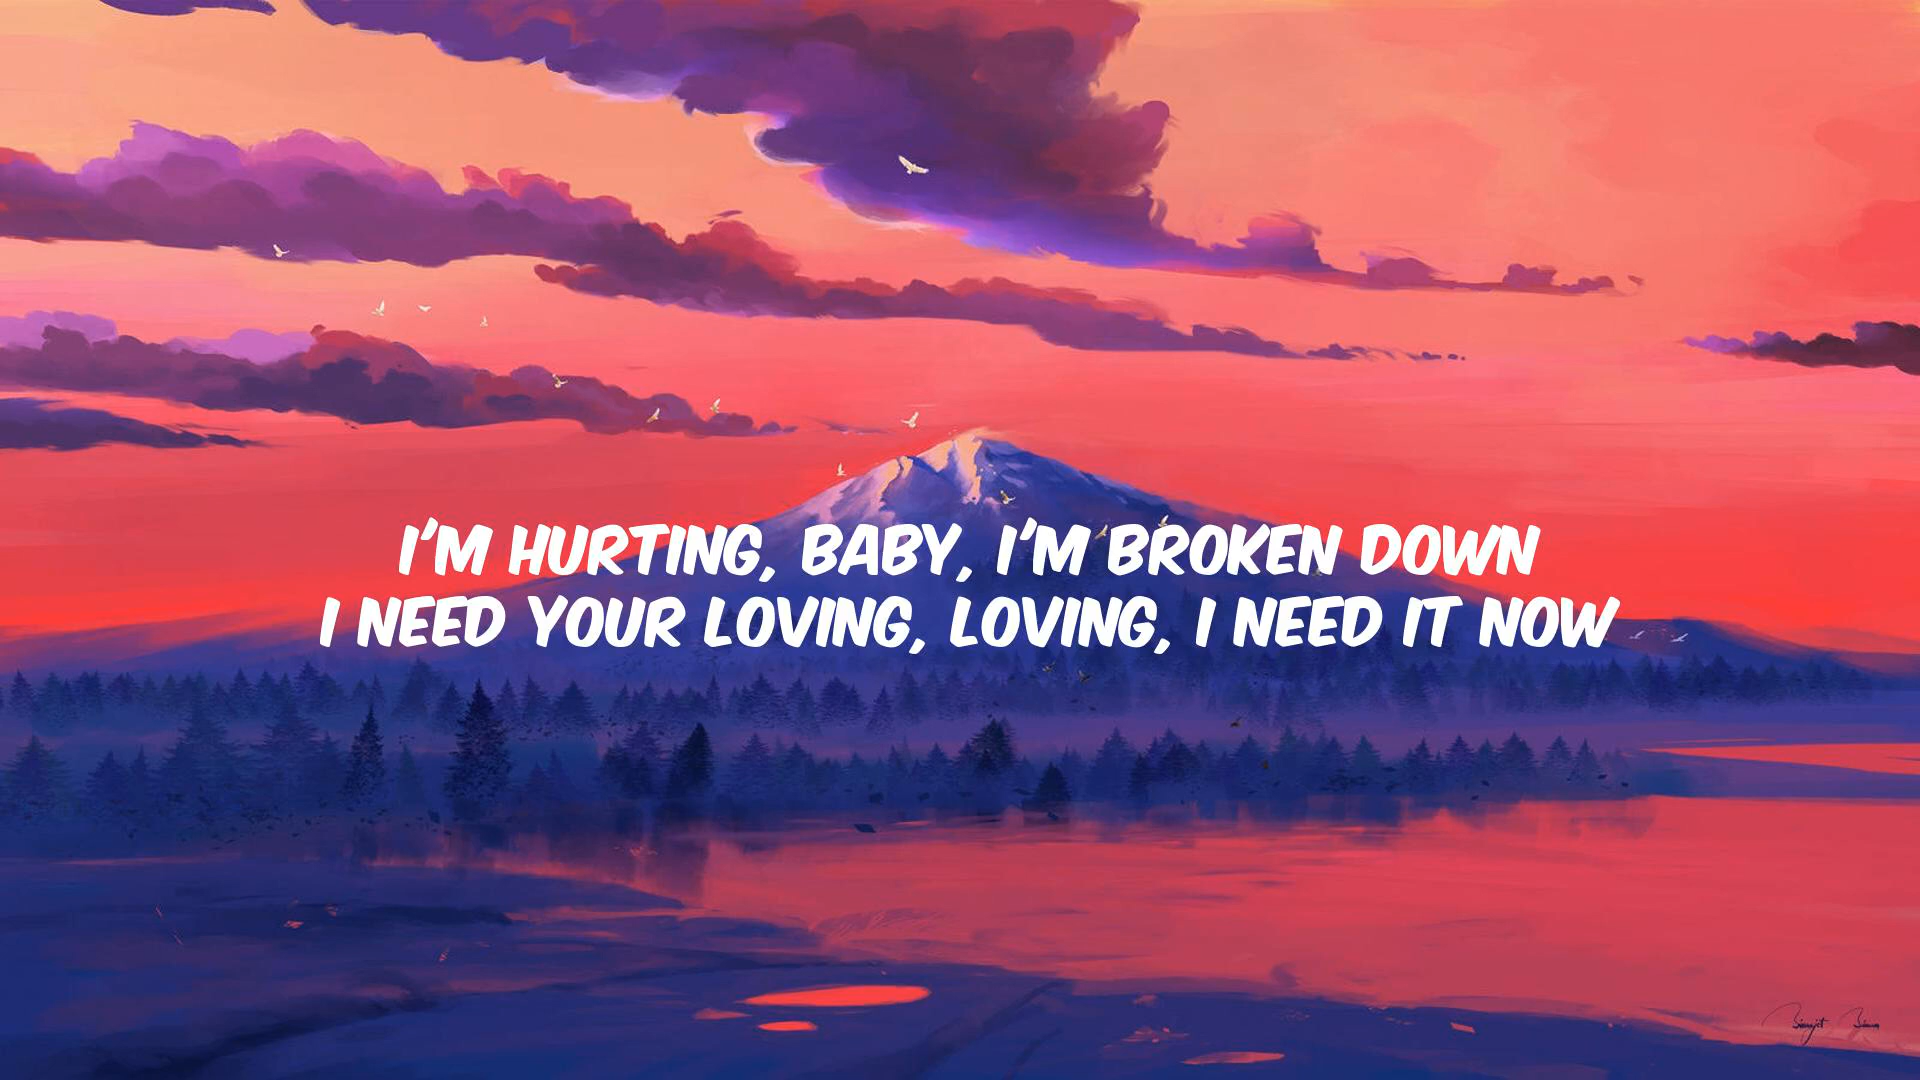 I'M HURTING, BABY, I'M BROKEN DOWN
I NEED YOUR LOVING, LOVING, I NEED IT NOW